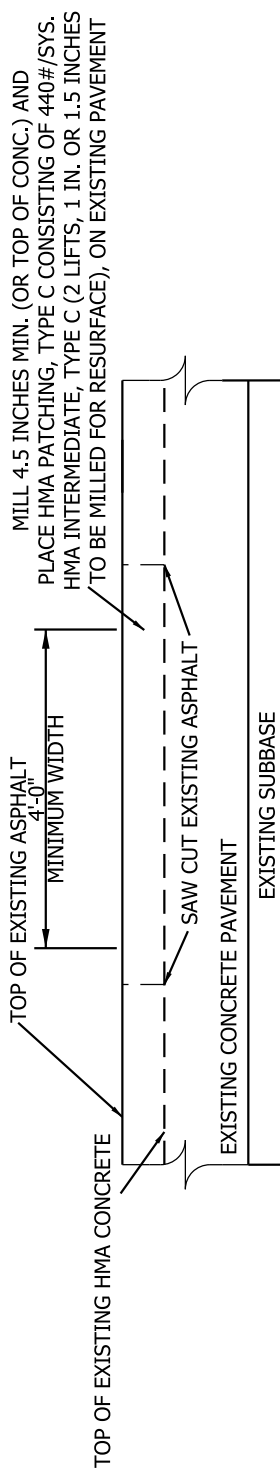 MILL 4.5 INCHES MIN. (OR TOP OF CONC.) AND
PLACE HMA PATCHING, TYPE C CONSISTING OF 440#/SYS.
HMA INTERMEDIATE, TYPE C (2 LIFTS, 1 IN. OR 1.5 INCHES
TO BE MILLED FOR RESURFACE), ON EXISTING PAVEMENT
TOP OF EXISTING ASPHALT
4'-0"
MINIMUM WIDTH
SAW CUT EXISTING ASPHALT
TOP OF EXISTING HMA CONCRETE
EXISTING CONCRETE PAVEMENT
EXISTING SUBBASE